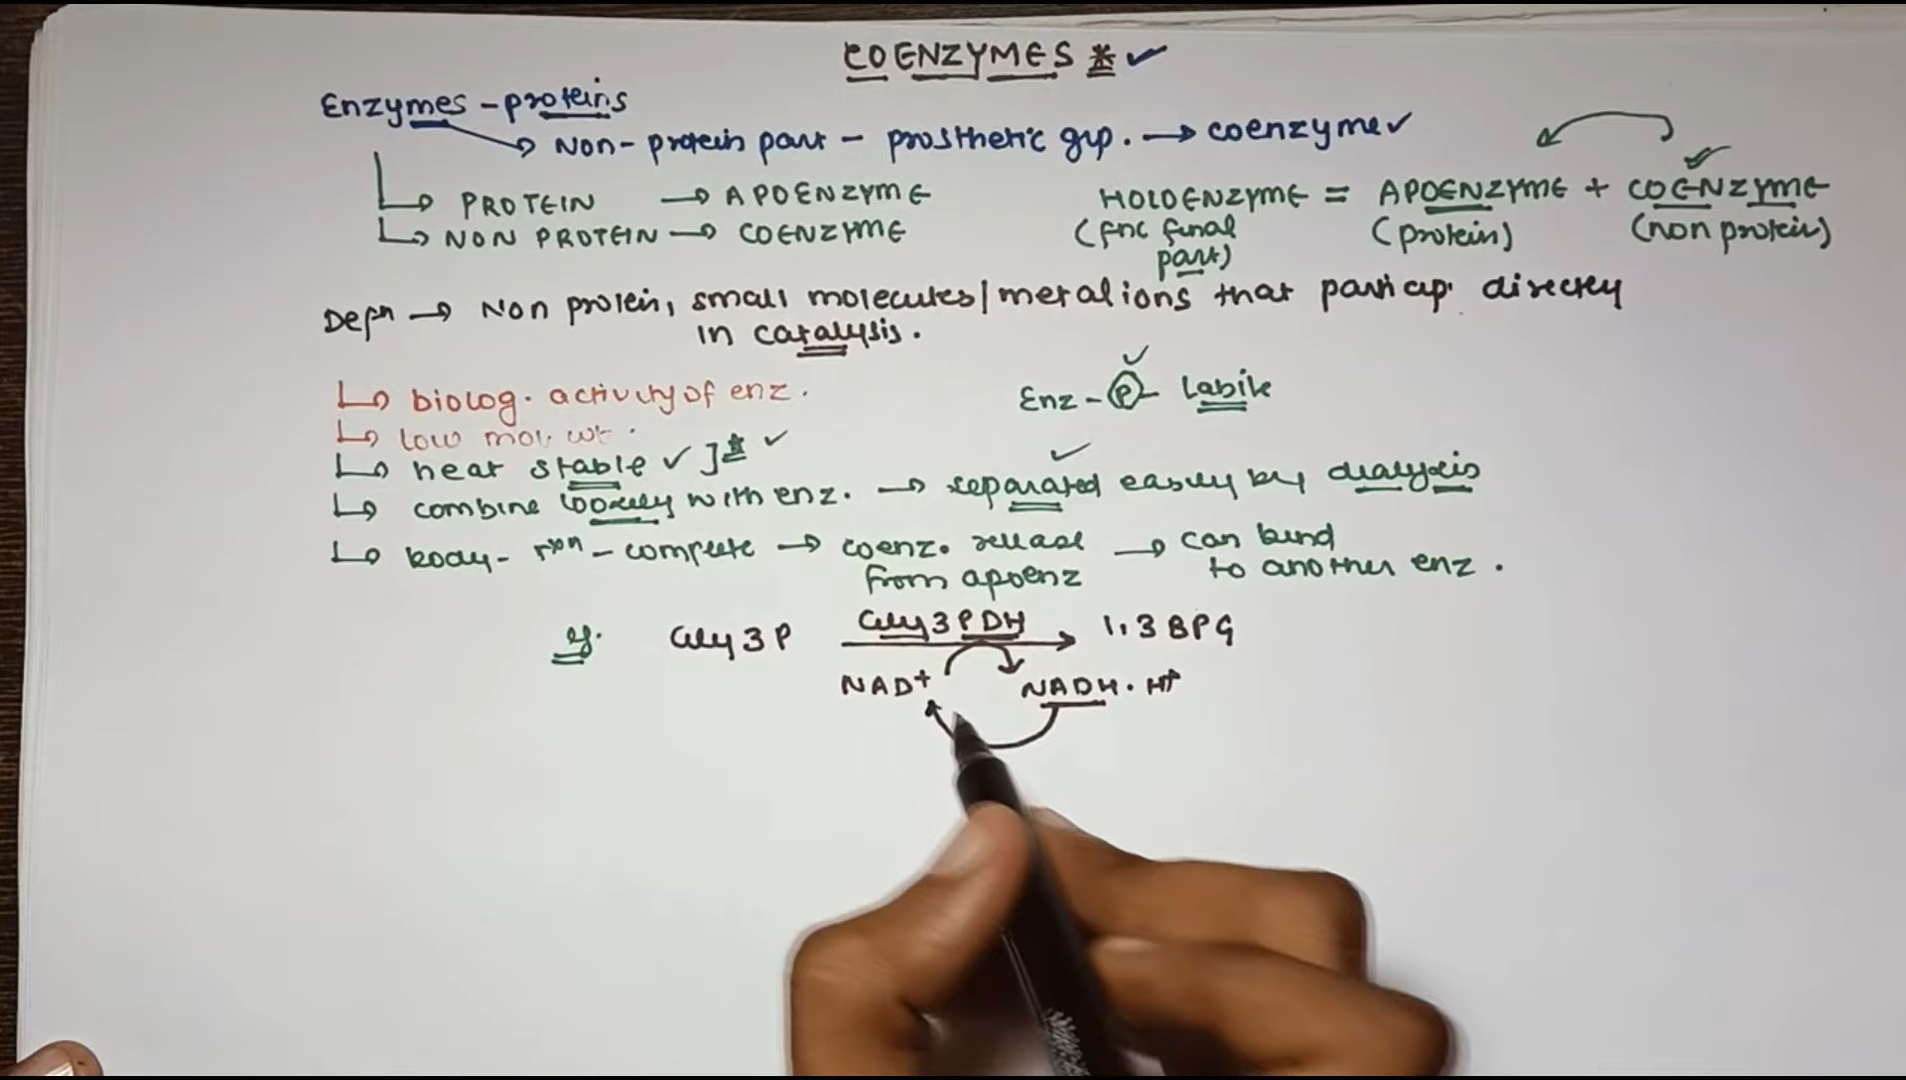 COENZYMES * ✓
Enzymes - proteins
→ Non-protein part - prosthetic grp. → coenzyme ✓
→ PROTEIN → APOENZYME
HOLOENZYME = APOENZYME + COENZYME
→ NON PROTEIN → COENZYME
(fnc final part) (protein) (non protein)
Defn → Non protein, small molecules/metal ions that particip. directly
in catalysis.
→ biolog. activity of enz.
Enz - P - Labile
→ low mol. wt.
→ heat stable ✓ ] * ✓
→ combine loosely with enz. → separated easily by dialysis
→ body - rxn - complete → coenz. release → can bind
from apoenz to another enz.
eg. Gly 3 P Gly 3 PDH → 1,3 BPG
NAD+ NADH. H+